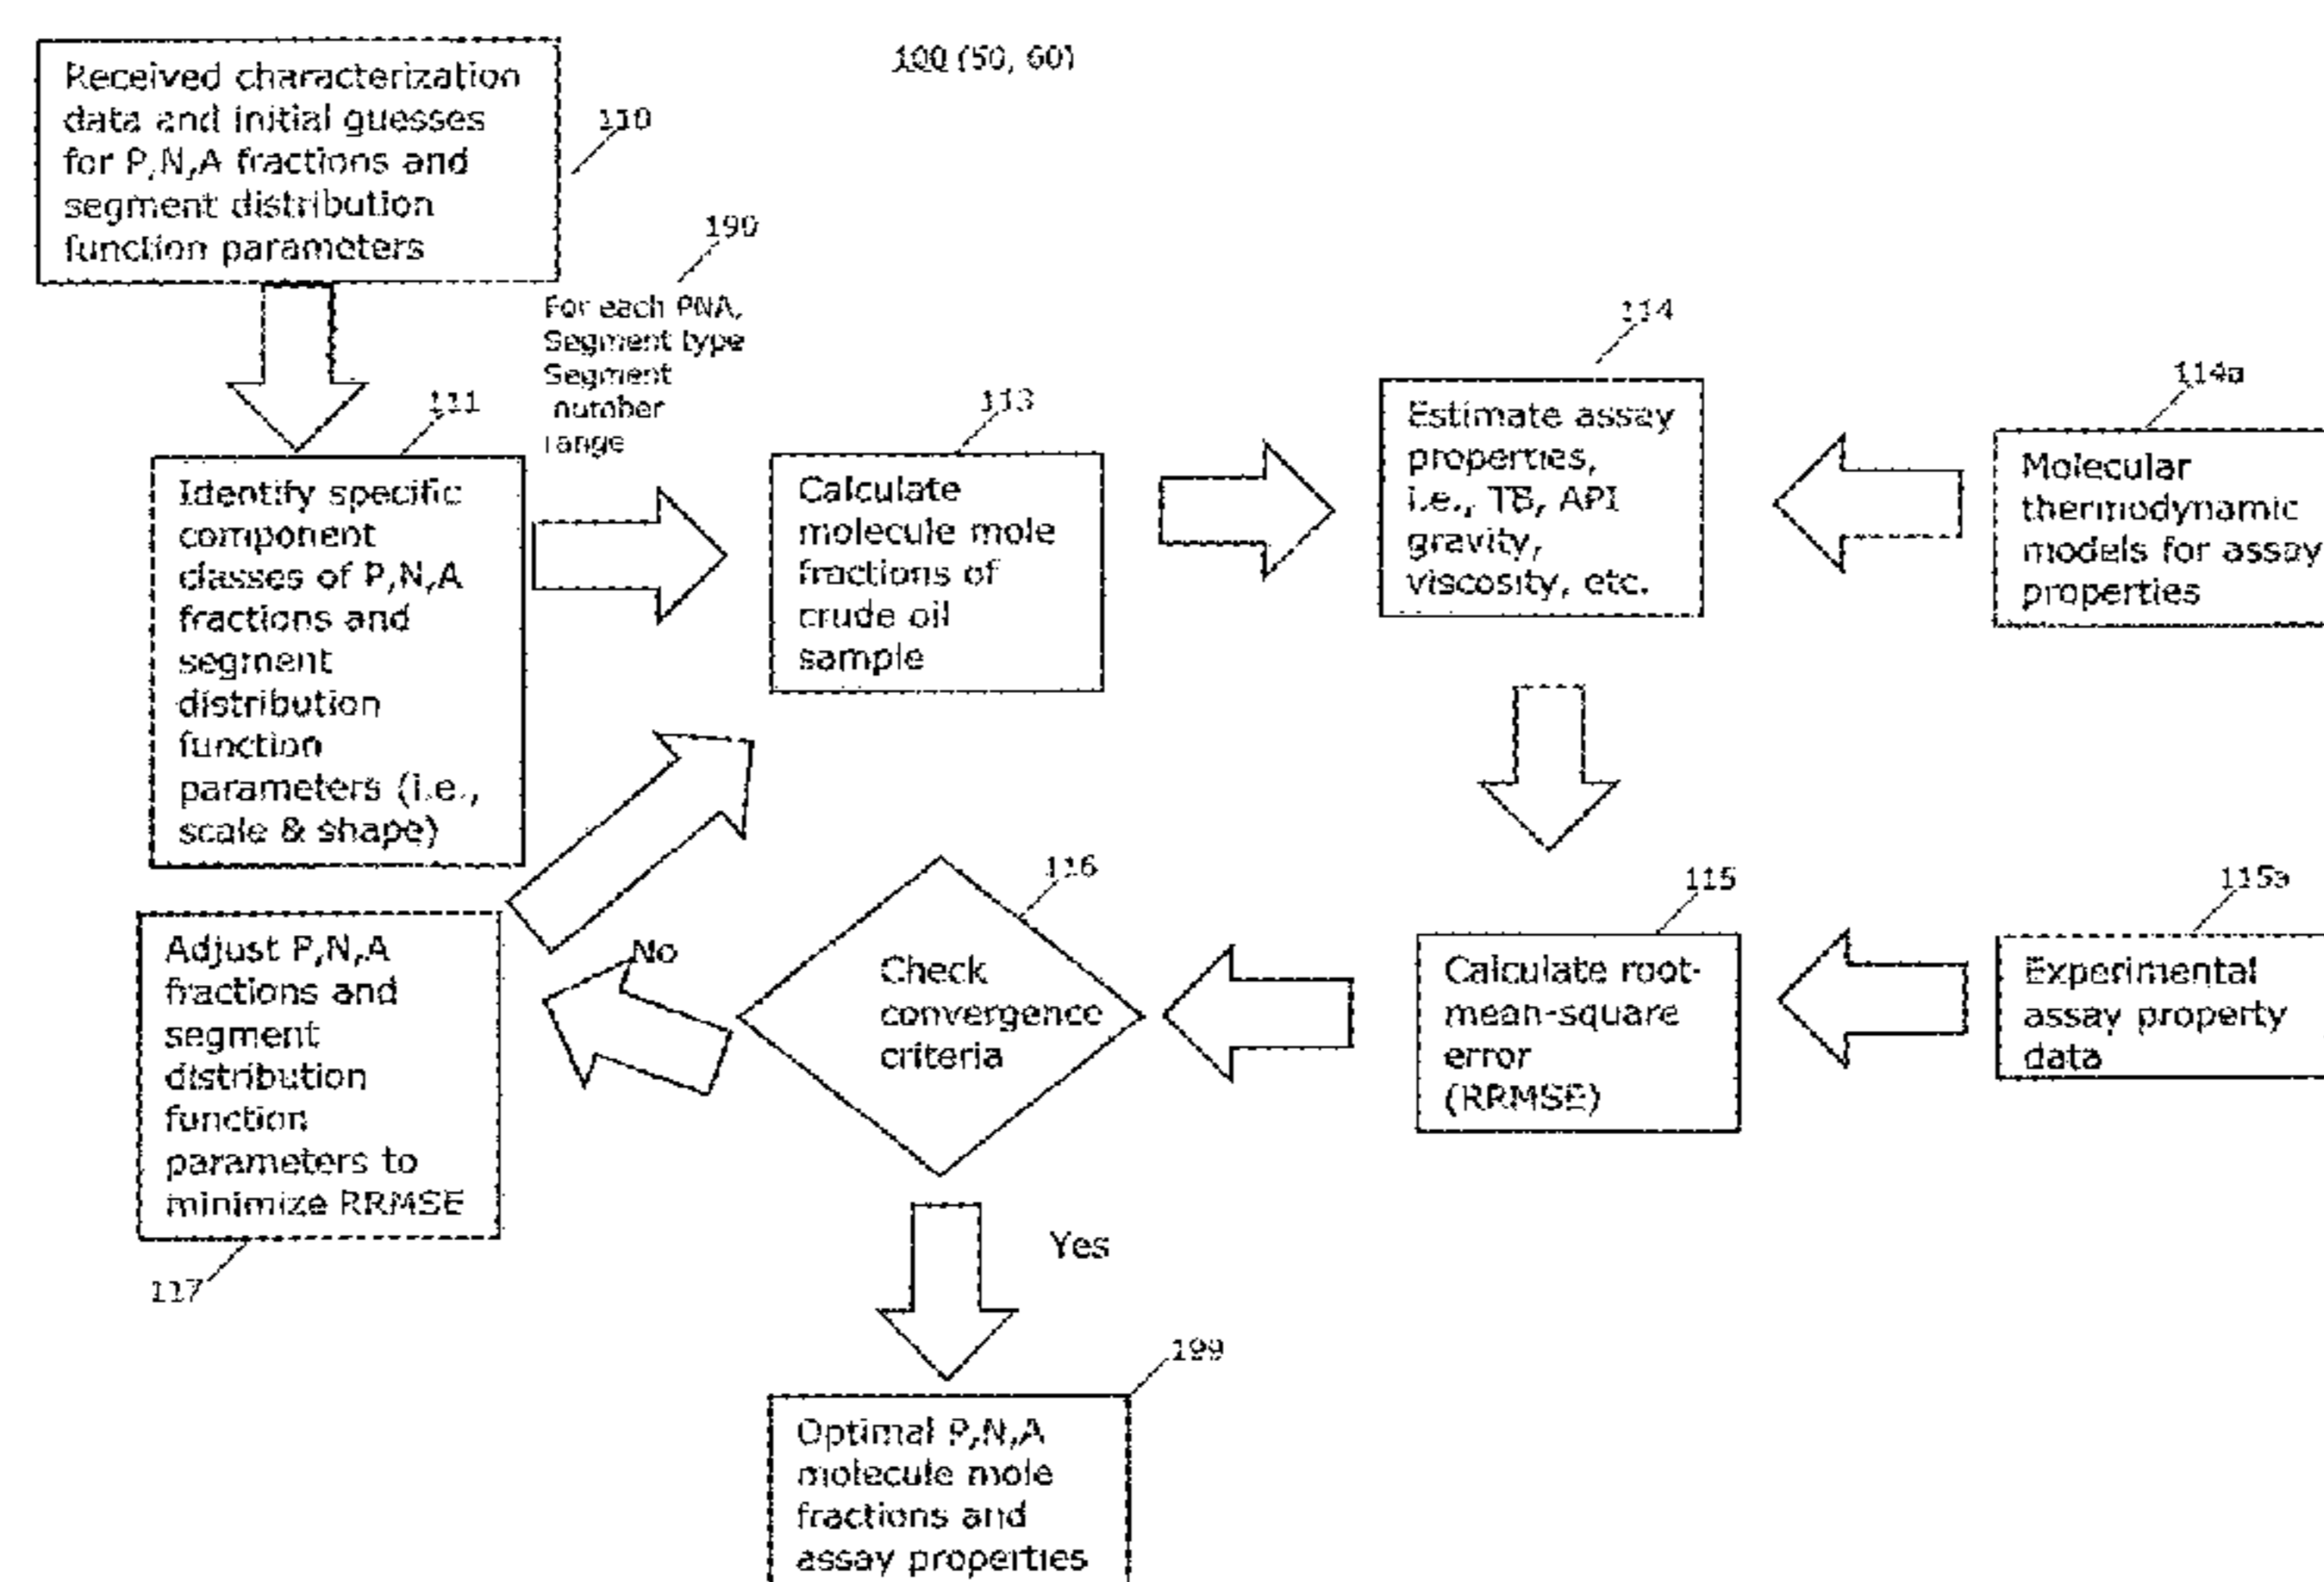 100 (50, 60)
Received characterization
data and initial guesses
for P,N,A fractions and
segment distribution
function parameters
110
190
For each PNA,
Segment type
Segment
number
range
111
Identify specific
component
classes of P,N,A
fractions and
segment
distribution
function
parameters (i.e.,
scale & shape)
113
Calculate
molecule mole
fractions of
crude oil
sample
114
Estimate assay
properties,
i.e., TB, API
gravity,
viscosity, etc.
114a
Molecular
thermodynamic
models for assay
properties
115
Calculate root-
mean-square
error
(RRMSE)
115a
Experimental
assay property
data
116
Check
convergence
criteria
No
Adjust P,N,A
fractions and
segment
distribution
function
parameters to
minimize RRMSE
117
Yes
199
Optimal P,N,A
molecule mole
fractions and
assay properties